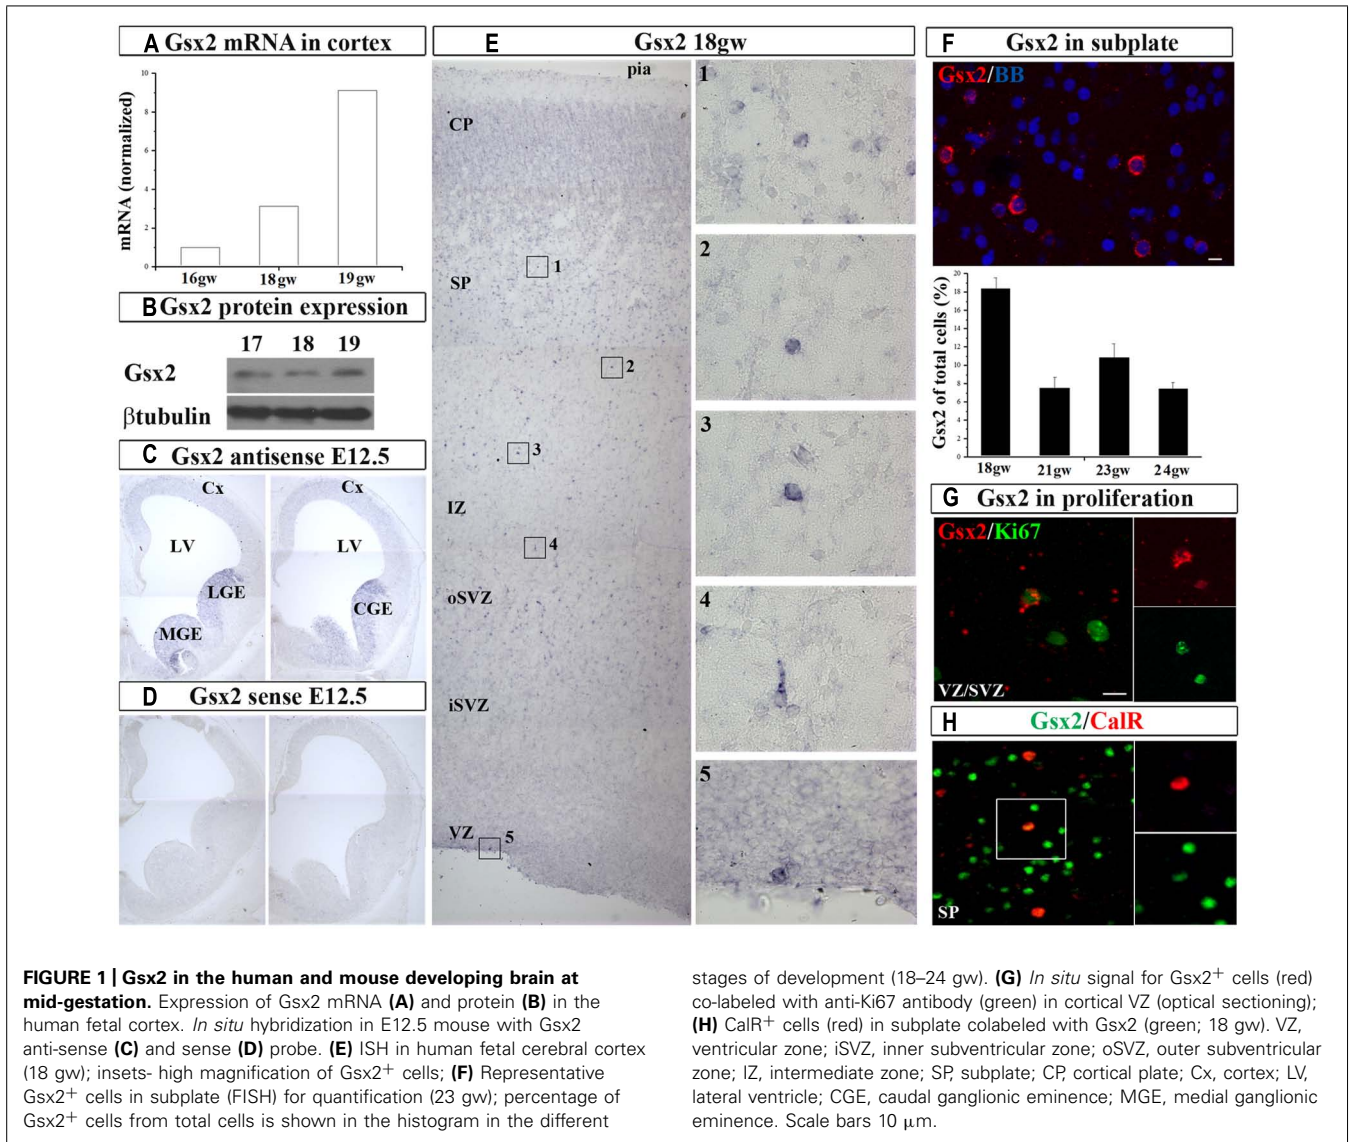 A Gsx2 mRNA in cortex
mRNA (normalized)
10
8
6
4
2
0
16gw 18gw 19gw
B Gsx2 protein expression
17 18 19
Gsx2
βtubulin
C Gsx2 antisense E12.5
Cx Cx
LV LV
LGE
CGE
MGE
D Gsx2 sense E12.5
E Gsx2 18gw
pia
CP
1
SP
2
3
IZ
4
oSVZ
iSVZ
VZ
5
1
2
3
4
5
F Gsx2 in subplate
Gsx2/BB
Gsx2 of total cells (%)
20
18
16
14
12
10
8
6
4
2
0
18gw 21gw 23gw 24gw
G Gsx2 in proliferation
Gsx2/Ki67
VZ/SVZ
H Gsx2/CalR
SP
FIGURE 1 | Gsx2 in the human and mouse developing brain at
mid-gestation. Expression of Gsx2 mRNA (A) and protein (B) in the
human fetal cortex. In situ hybridization in E12.5 mouse with Gsx2
anti-sense (C) and sense (D) probe. (E) ISH in human fetal cerebral cortex
(18 gw); insets- high magnification of Gsx2+ cells; (F) Representative
Gsx2+ cells in subplate (FISH) for quantification (23 gw); percentage of
Gsx2+ cells from total cells is shown in the histogram in the different
stages of development (18–24 gw). (G) In situ signal for Gsx2+ cells (red)
co-labeled with anti-Ki67 antibody (green) in cortical VZ (optical sectioning);
(H) CalR+ cells (red) in subplate colabeled with Gsx2 (green; 18 gw). VZ,
ventricular zone; iSVZ, inner subventricular zone; oSVZ, outer subventricular
zone; IZ, intermediate zone; SP, subplate; CP, cortical plate; Cx, cortex; LV,
lateral ventricle; CGE, caudal ganglionic eminence; MGE, medial ganglionic
eminence. Scale bars 10 μm.